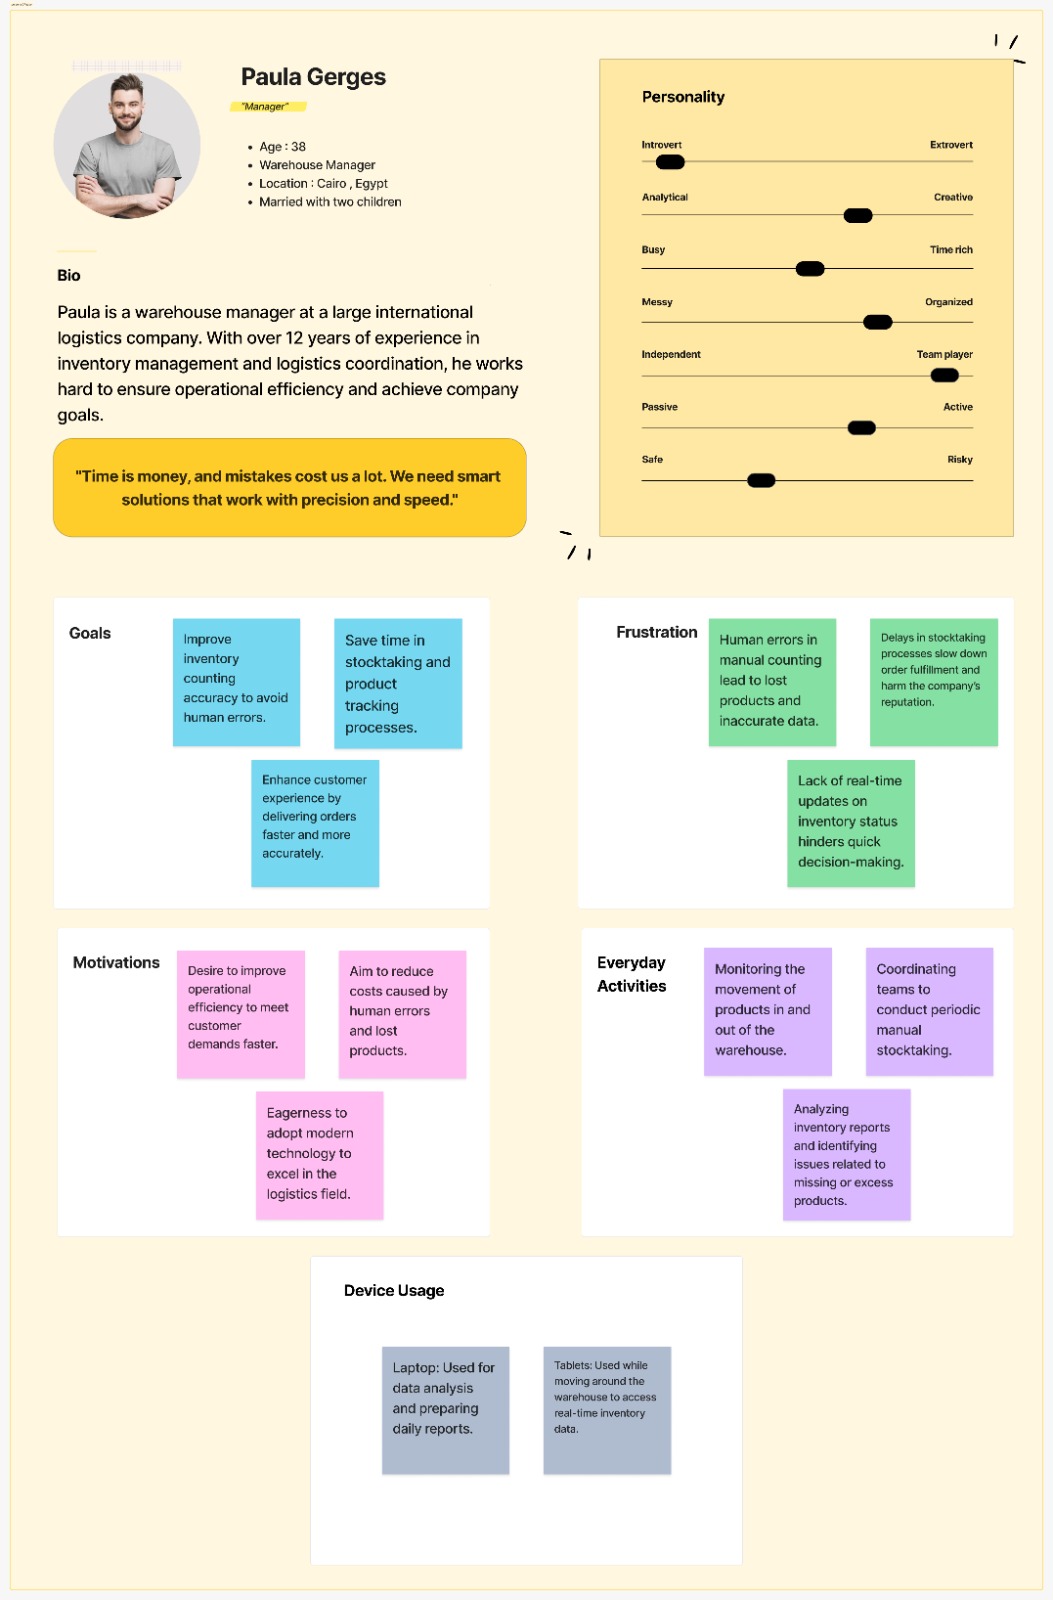 Paula Gerges
"Manager"
• Age : 38
• Warehouse Manager
• Location : Cairo , Egypt
• Married with two children
Bio
Paula is a warehouse manager at a large international
logistics company. With over 12 years of experience in
inventory management and logistics coordination, he works
hard to ensure operational efficiency and achieve company
goals.
"Time is money, and mistakes cost us a lot. We need smart
solutions that work with precision and speed."
Personality
Introvert Extrovert
Analytical Creative
Busy Time rich
Messy Organized
Independent Team player
Passive Active
Safe Risky
Goals
Improve
inventory
counting
accuracy to avoid
human errors.
Save time in
stocktaking and
product
tracking
processes.
Enhance customer
experience by
delivering orders
faster and more
accurately.
Frustration
Human errors in
manual counting
lead to lost
products and
inaccurate data.
Delays in stocktaking
processes slow down
order fulfillment and
harm the company's
reputation.
Lack of real-time
updates on
inventory status
hinders quick
decision-making.
Motivations
Desire to improve
operational
efficiency to meet
customer
demands faster.
Aim to reduce
costs caused by
human errors
and lost
products.
Eagerness to
adopt modern
technology to
excel in the
logistics field.
Everyday
Activities
Monitoring the
movement of
products in and
out of the
warehouse.
Coordinating
teams to
conduct periodic
manual
stocktaking.
Analyzing
inventory reports
and identifying
issues related to
missing or excess
products.
Device Usage
Laptop: Used for
data analysis
and preparing
daily reports.
Tablets: Used while
moving around the
warehouse to access
real-time inventory
data.